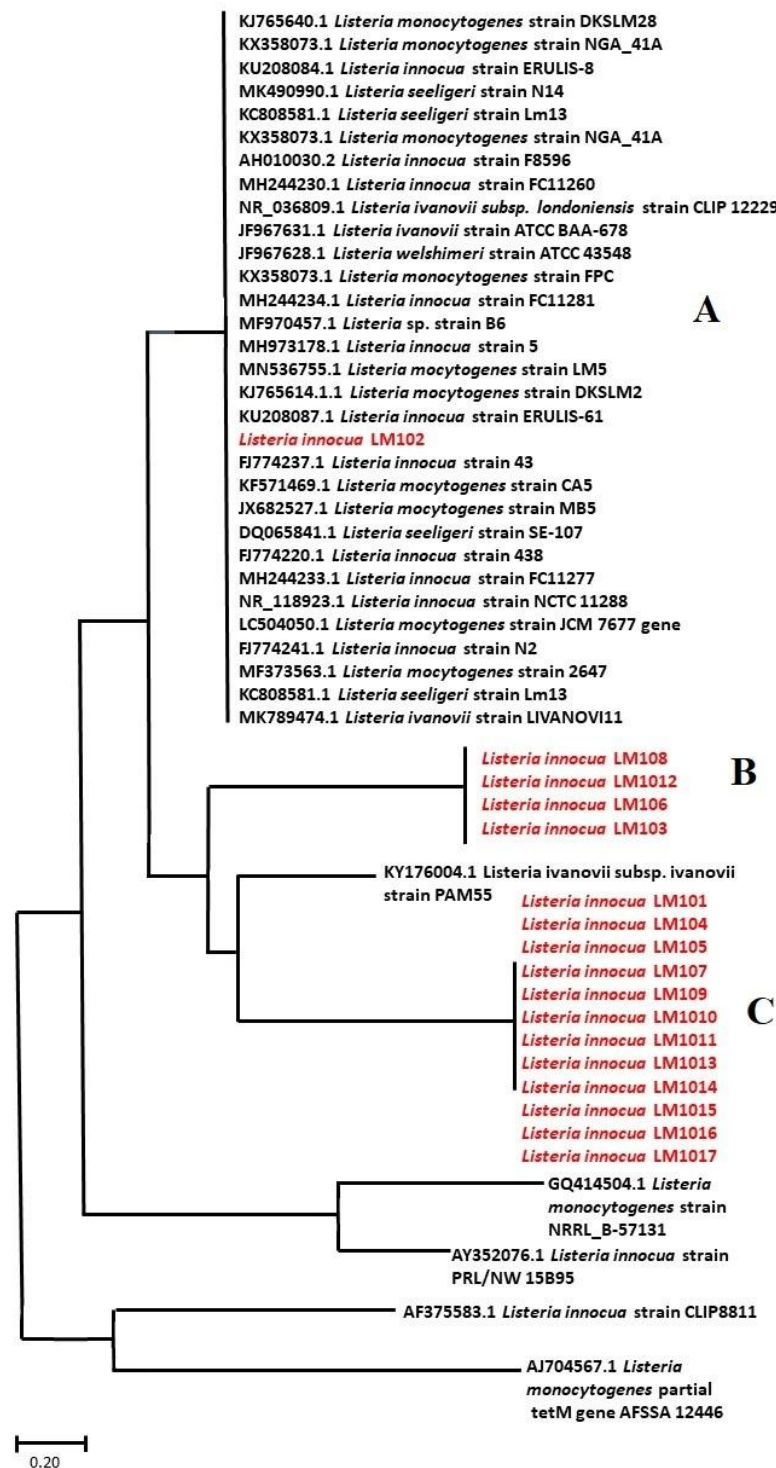 KJ765640.1 Listeria monocytogenes strain DKSLM28
KX358073.1 Listeria monocytogenes strain NGA_41A
KU208084.1 Listeria innocua strain ERULIS-8
MK490990.1 Listeria seeligeri strain N14
KC808581.1 Listeria seeligeri strain Lm13
KX358073.1 Listeria monocytogenes strain NGA_41A
AH010030.2 Listeria innocua strain F8596
MH244230.1 Listeria innocua strain FC11260
NR_036809.1 Listeria ivanovii subsp. londoniensis strain CLIP 12229
JF967631.1 Listeria ivanovii strain ATCC BAA-678
JF967628.1 Listeria welshimeri strain ATCC 43548
KX358073.1 Listeria monocytogenes strain FPC
MH244234.1 Listeria innocua strain FC11281
A
MF970457.1 Listeria sp. strain B6
MH973178.1 Listeria innocua strain 5
MN536755.1 Listeria mocytogenes strain LM5
KJ765614.1.1 Listeria mocytogenes strain DKSLM2
KU208087.1 Listeria innocua strain ERULIS-61
Listeria innocua LM102
FJ774237.1 Listeria innocua strain 43
KF571469.1 Listeria mocytogenes strain CA5
JX682527.1 Listeria mocytogenes strain MB5
DQ065841.1 Listeria seeligeri strain SE-107
FJ774220.1 Listeria innocua strain 438
MH244233.1 Listeria innocua strain FC11277
NR_118923.1 Listeria innocua strain NCTC 11288
LC504050.1 Listeria mocytogenes strain JCM 7677 gene
FJ774241.1 Listeria innocua strain N2
MF373563.1 Listeria mocytogenes strain 2647
KC808581.1 Listeria seeligeri strain Lm13
MK789474.1 Listeria ivanovii strain LIVANOVI11
Listeria innocua LM108
B
Listeria innocua LM1012
Listeria innocua LM106
Listeria innocua LM103
KY176004.1 Listeria ivanovii subsp. ivanovii
strain PAM55
Listeria innocua LM101
Listeria innocua LM104
Listeria innocua LM105
Listeria innocua LM107
Listeria innocua LM109
Listeria innocua LM1010
C
Listeria innocua LM1011
Listeria innocua LM1013
Listeria innocua LM1014
Listeria innocua LM1015
Listeria innocua LM1016
Listeria innocua LM1017
GQ414504.1 Listeria
monocytogenes strain
NRRL_B-57131
AY352076.1 Listeria innocua strain
PRL/NW 15B95
AF375583.1 Listeria innocua strain CLIP8811
AJ704567.1 Listeria
monocytogenes partial
tetM gene AFSSA 12446
0.20